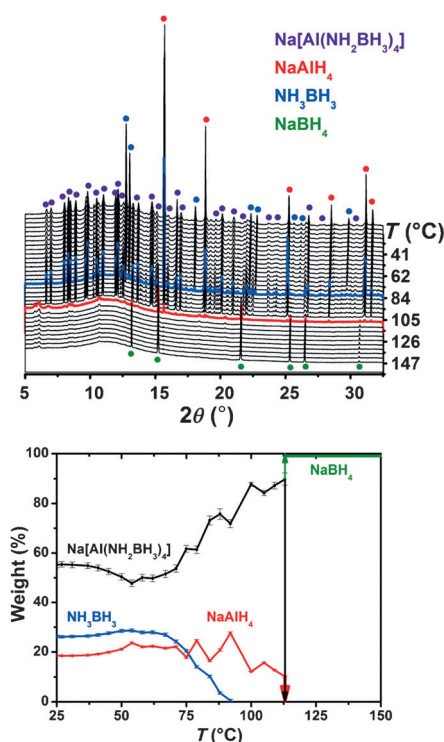 Na[Al(NH₂BH₃)₄]
NaAlH₄
NH₃BH₃
NaBH₄
T (°C)
41
62
84
105
126
147
5 10 15 20 25 30
2θ (°)
100
80
60
40
20
0
Weight (%)
NaBH₄
Na[Al(NH₂BH₃)₄]
NH₃BH₃
NaAlH₄
25 50 75 100 125 150
T (°C)